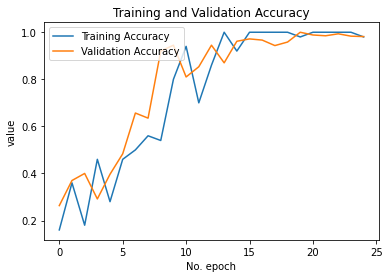 Training and Validation Accuracy
Training Accuracy
Validation Accuracy
1.0
0.8
0.6
0.4
0.2
value
0
5
10
15
20
25
No. epoch